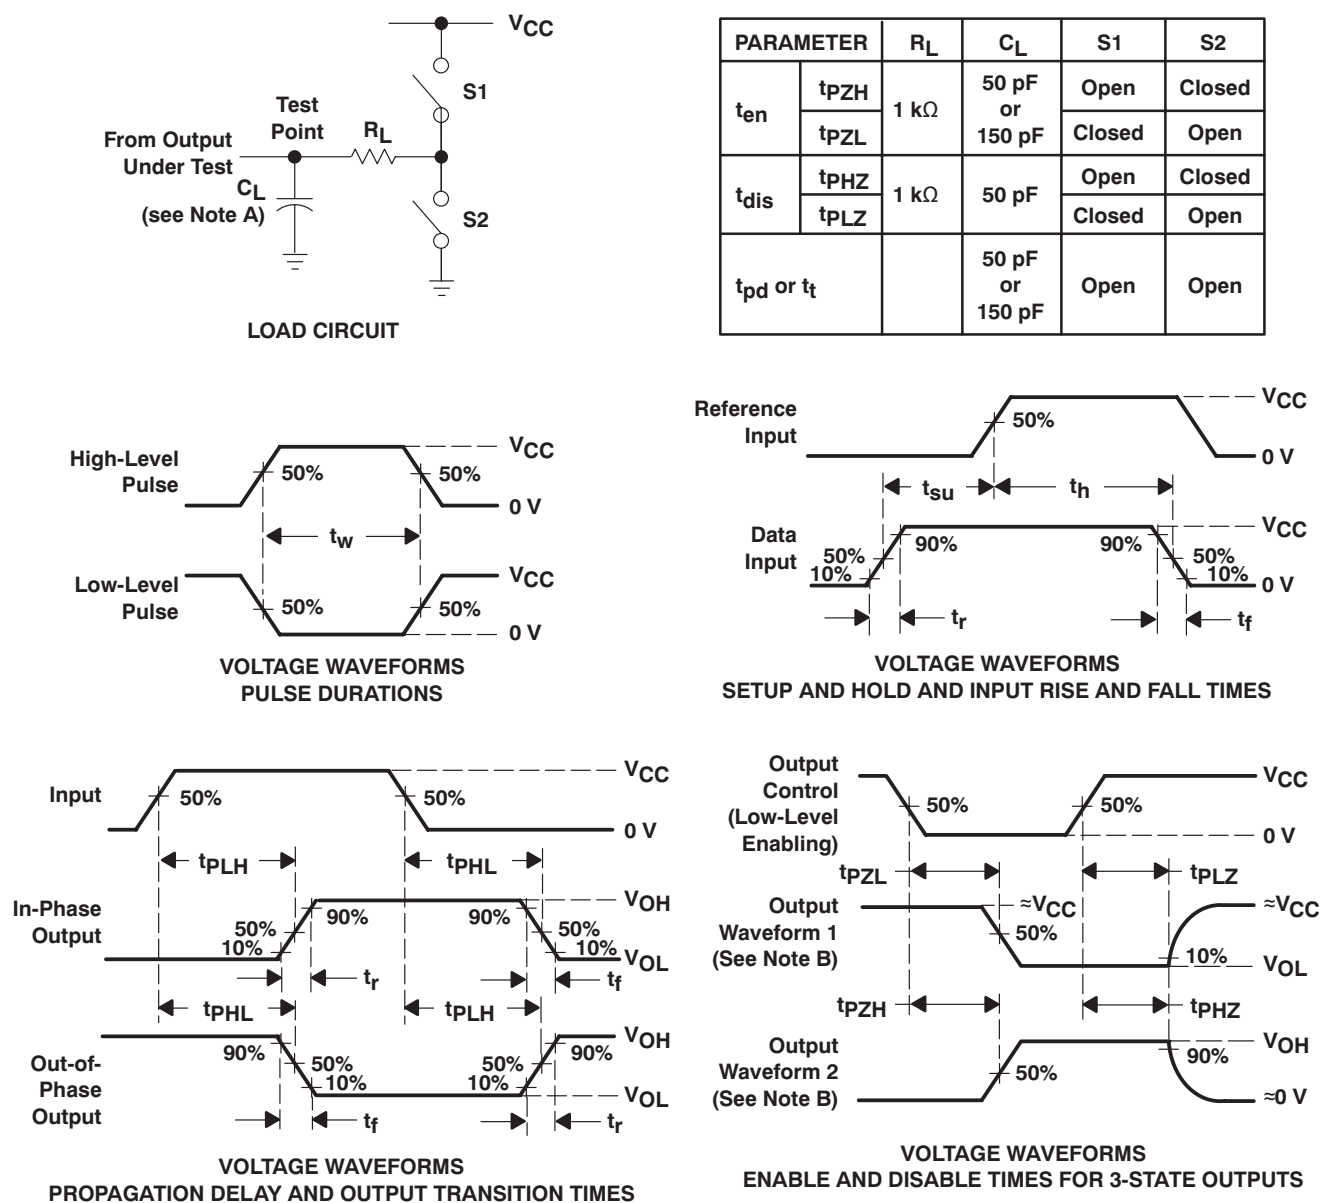 VCC
S1
Test
Point
RL
From Output
Under Test
CL
(see Note A)
S2
LOAD CIRCUIT
PARAMETER RL CL S1 S2
ten tPZH 1 kΩ 50 pF or 150 pF Open Closed
tPZL Closed Open
tdis tPHZ 1 kΩ 50 pF Open Closed
tPLZ Closed Open
tpd or tt 50 pF or 150 pF Open Open
High-Level
Pulse
50% 50%
VCC
0 V
tw
Low-Level
Pulse
50% 50%
VCC
0 V
VOLTAGE WAVEFORMS
PULSE DURATIONS
Reference
Input
50%
VCC
0 V
tsu th
Data
Input
50%
10%
90% 90%
50%
10%
VCC
0 V
tr tf
VOLTAGE WAVEFORMS
SETUP AND HOLD AND INPUT RISE AND FALL TIMES
Input
50% 50%
VCC
0 V
tPLH tPHL
In-Phase
Output
50%
10%
90% 90%
50%
10%
VOH
VOL
tr tf
tPHL tPLH
Out-of-
Phase
Output
90%
50%
10%
50%
10%
90%
VOH
VOL
tf tr
VOLTAGE WAVEFORMS
PROPAGATION DELAY AND OUTPUT TRANSITION TIMES
Output
Control
(Low-Level
Enabling)
50% 50%
VCC
0 V
tPZL tPLZ
Output
Waveform 1
(See Note B)
≈VCC
50%
≈VCC
10%
VOL
tPZH tPHZ
Output
Waveform 2
(See Note B)
50%
VOH
90%
≈0 V
VOLTAGE WAVEFORMS
ENABLE AND DISABLE TIMES FOR 3-STATE OUTPUTS